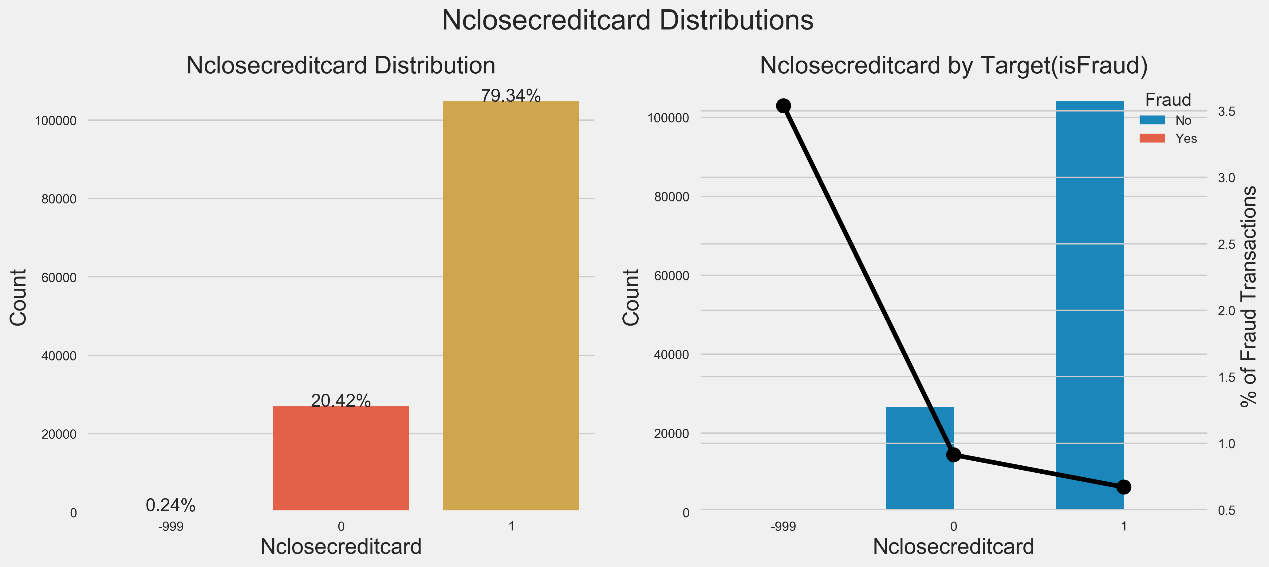 Nclosecreditcard Distributions
Nclosecreditcard Distribution
79.34%
20.42%
0.24%
100000
80000
60000
40000
20000
0
Count
-999
0
1
Nclosecreditcard
Nclosecreditcard by Target(isFraud)
Fraud
No
Yes
100000
80000
60000
40000
20000
0
Count
3.5
3.0
2.5
2.0
1.5
1.0
0.5
% of Fraud Transactions
-999
0
1
Nclosecreditcard